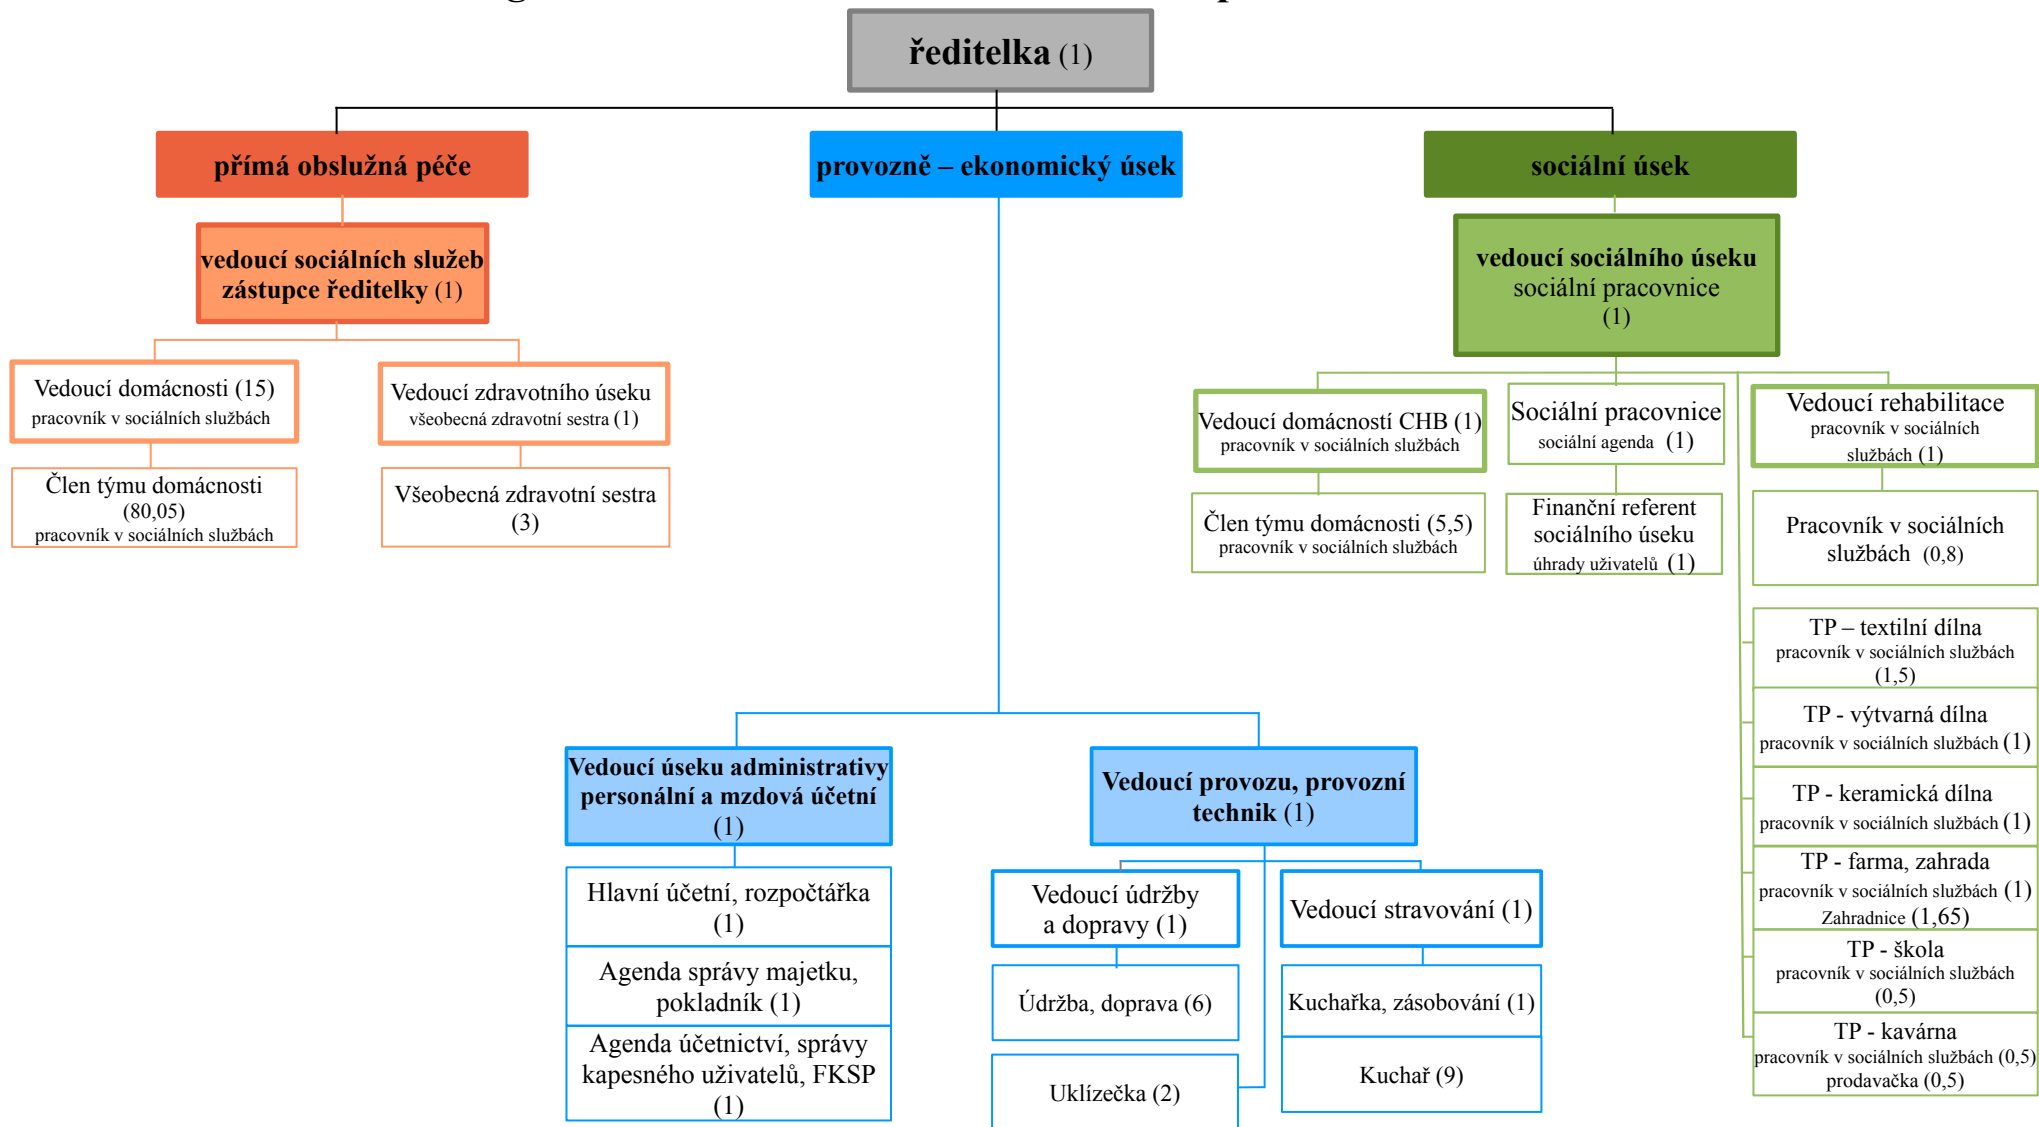 ředitelka (1)
přímá obslužná péče
provozně – ekonomický úsek
sociální úsek
vedoucí sociálních služeb
zástupce ředitelky (1)
vedoucí sociálního úseku
sociální pracovnice
(1)
Vedoucí domácnosti (15)
pracovník v sociálních službách
Vedoucí zdravotního úseku
všeobecná zdravotní sestra (1)
Člen týmu domácnosti
(80,05)
pracovník v sociálních službách
Všeobecná zdravotní sestra
(3)
Vedoucí domácností CHB (1)
pracovník v sociálních službách
Sociální pracovnice
sociální agenda (1)
Vedoucí rehabilitace
pracovník v sociálních
službách (1)
Člen týmu domácnosti (5,5)
pracovník v sociálních službách
Finanční referent
sociálního úseku
úhrady uživatelů (1)
Pracovník v sociálních
službách (0,8)
TP – textilní dílna
pracovník v sociálních službách
(1,5)
TP - výtvarná dílna
pracovník v sociálních službách (1)
TP - keramická dílna
pracovník v sociálních službách (1)
TP - farma, zahrada
pracovník v sociálních službách (1)
Zahradnice (1,65)
TP - škola
pracovník v sociálních službách
(0,5)
TP - kavárna
pracovník v sociálních službách (0,5)
prodavačka (0,5)
Vedoucí úseku administrativy
personální a mzdová účetní
(1)
Vedoucí provozu, provozní
technik (1)
Hlavní účetní, rozpočtářka
(1)
Agenda správy majetku,
pokladník (1)
Agenda účetnictví, správy
kapesného uživatelů, FKSP
(1)
Vedoucí údržby
a dopravy (1)
Vedoucí stravování (1)
Údržba, doprava (6)
Kuchařka, zásobování (1)
Uklízečka (2)
Kuchař (9)